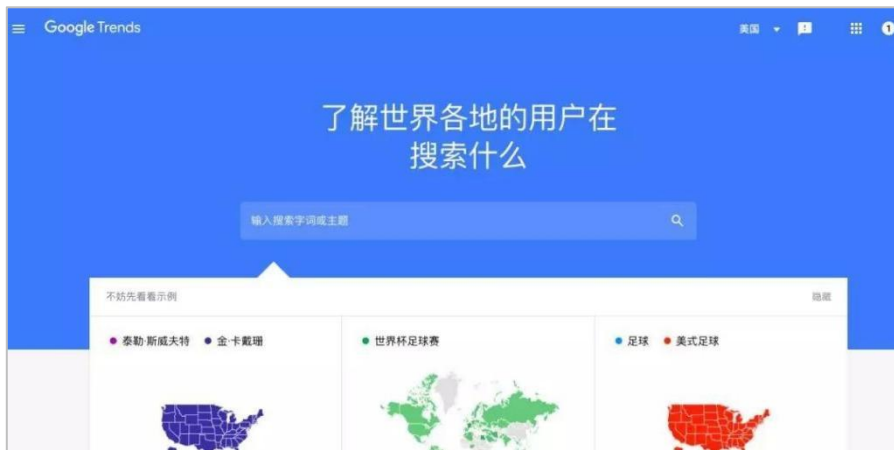 Google Trends
美国
了解世界各地的用户在
搜索什么
输入搜索字词或主题
不妨先看看示例
隐藏
泰勒·斯威夫特 金·卡戴珊
世界杯足球赛
足球 美式足球